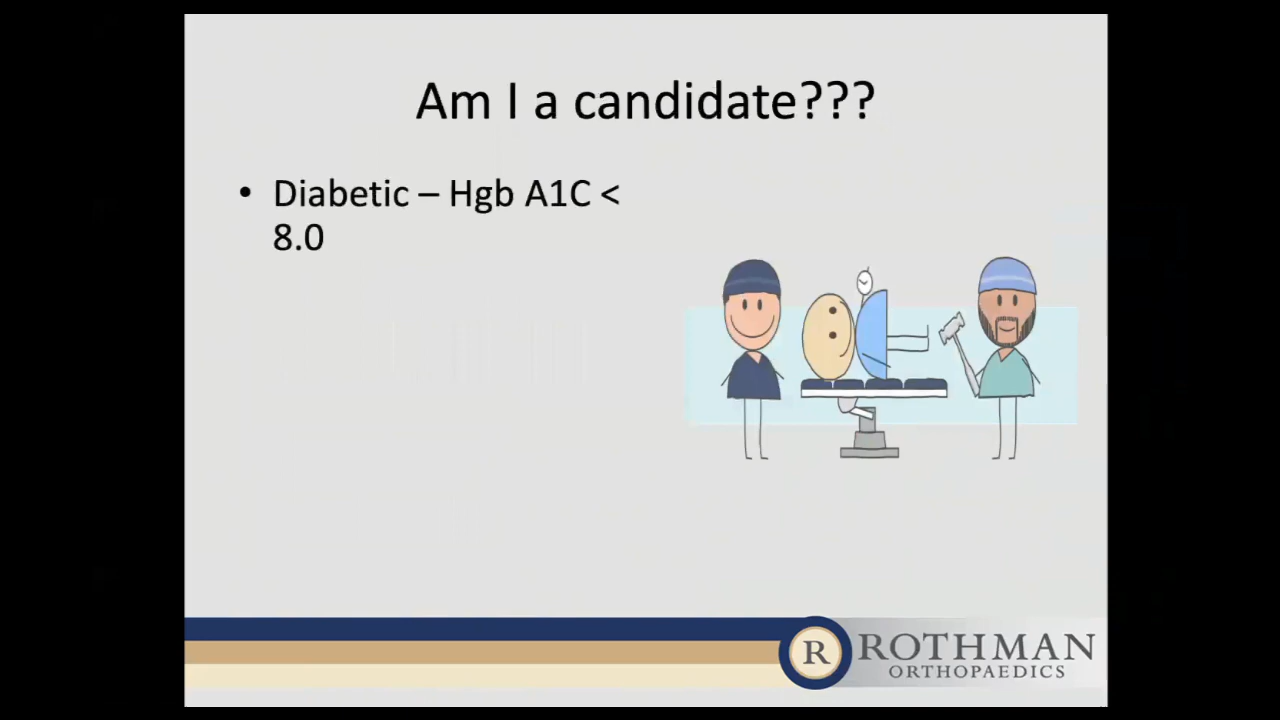 Am I a candidate???
• Diabetic – Hgb A1C <
8.0
R ROTHMAN
ORTHOPAEDICS